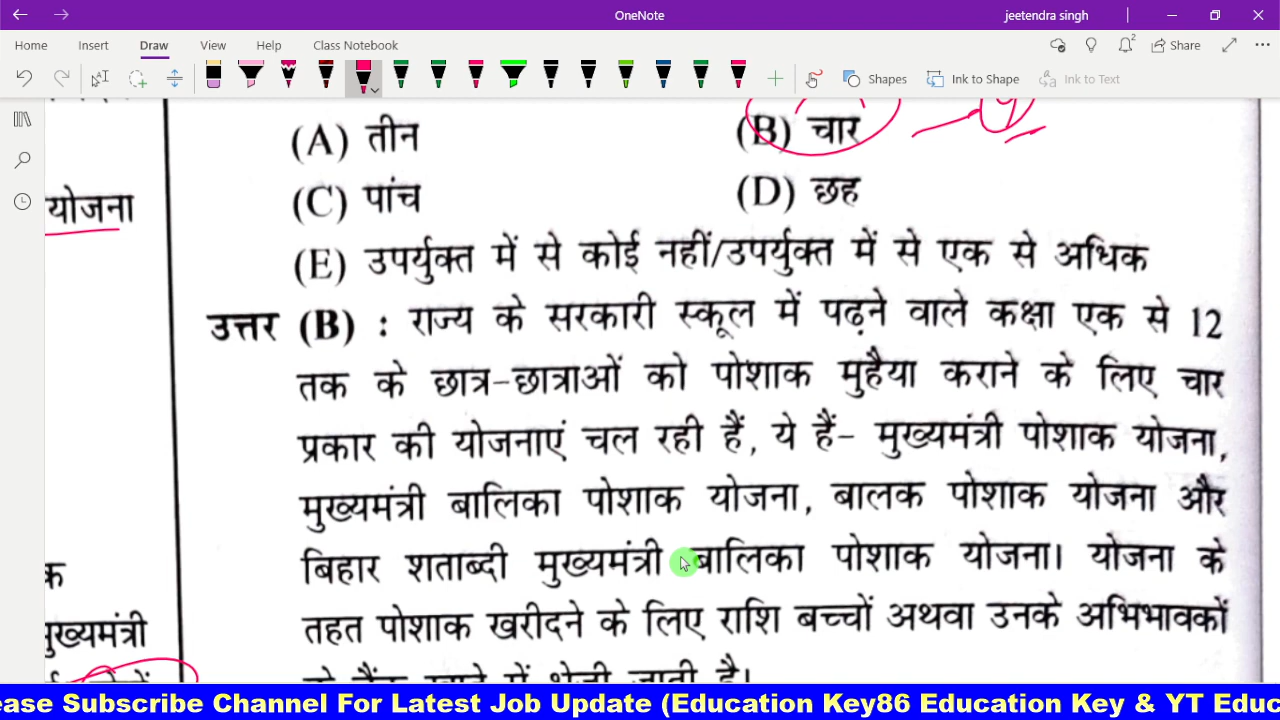 OneNote
jeetendra singh
Home Insert Draw View Help Class Notebook
Share
Shapes Ink to Shape Ink to Text
(A) तीन (B) चार
(C) पांच (D) छह
योजना
(E) उपर्युक्त में से कोई नहीं/उपर्युक्त में से एक से अधिक
उत्तर (B) : राज्य के सरकारी स्कूल में पढ़ने वाले कक्षा एक से 12
तक के छात्र-छात्राओं को पोशाक मुहैया कराने के लिए चार
प्रकार की योजनाएं चल रही हैं, ये हैं- मुख्यमंत्री पोशाक योजना,
मुख्यमंत्री बालिका पोशाक योजना, बालक पोशाक योजना और
बिहार शताब्दी मुख्यमंत्री बालिका पोशाक योजना। योजना के
तहत पोशाक खरीदने के लिए राशि बच्चों अथवा उनके अभिभावकों
मुख्यमंत्री
ease Subscribe Channel For Latest Job Update (Education Key86 Education Key & YT Educ